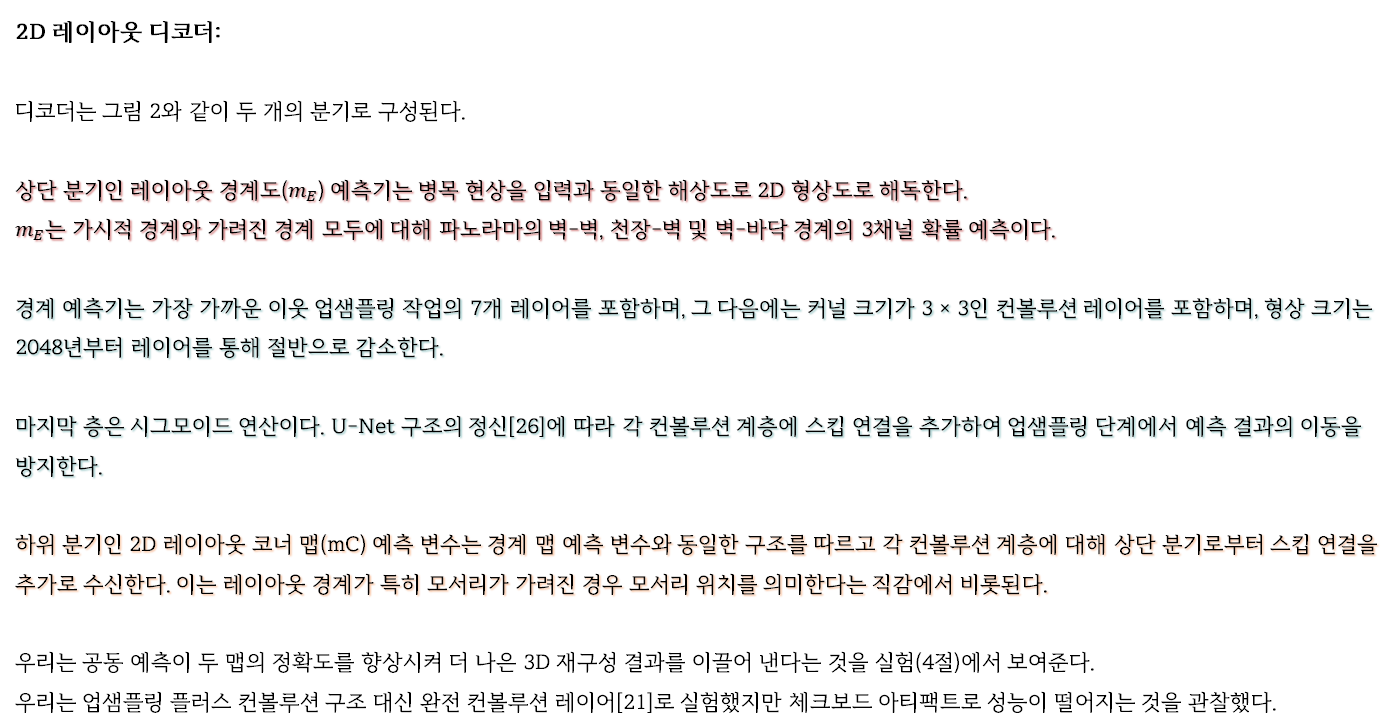 2D 레이아웃 디코더:
디코더는 그림 2와 같이 두 개의 분기로 구성된다.
상단 분기인 레이아웃 경계도(m_E) 예측기는 병목 현상을 입력과 동일한 해상도로 2D 형상도로 해독한다.
m_E는 가시적 경계와 가려진 경계 모두에 대해 파노라마의 벽-벽, 천장-벽 및 벽-바닥 경계의 3채널 확률 예측이다.
경계 예측기는 가장 가까운 이웃 업샘플링 작업의 7개 레이어를 포함하며, 그 다음에는 커널 크기가 3 × 3인 컨볼루션 레이어를 포함하며, 형상 크기는
2048년부터 레이어를 통해 절반으로 감소한다.
마지막 층은 시그모이드 연산이다. U-Net 구조의 정신[26]에 따라 각 컨볼루션 계층에 스킵 연결을 추가하여 업샘플링 단계에서 예측 결과의 이동을
방지한다.
하위 분기인 2D 레이아웃 코너 맵(mC) 예측 변수는 경계 맵 예측 변수와 동일한 구조를 따르고 각 컨볼루션 계층에 대해 상단 분기로부터 스킵 연결을
추가로 수신한다. 이는 레이아웃 경계가 특히 모서리가 가려진 경우 모서리 위치를 의미한다는 직감에서 비롯된다.
우리는 공동 예측이 두 맵의 정확도를 향상시켜 더 나은 3D 재구성 결과를 이끌어 낸다는 것을 실험(4절)에서 보여준다.
우리는 업샘플링 플러스 컨볼루션 구조 대신 완전 컨볼루션 레이어[21]로 실험했지만 체크보드 아티팩트로 성능이 떨어지는 것을 관찰했다.